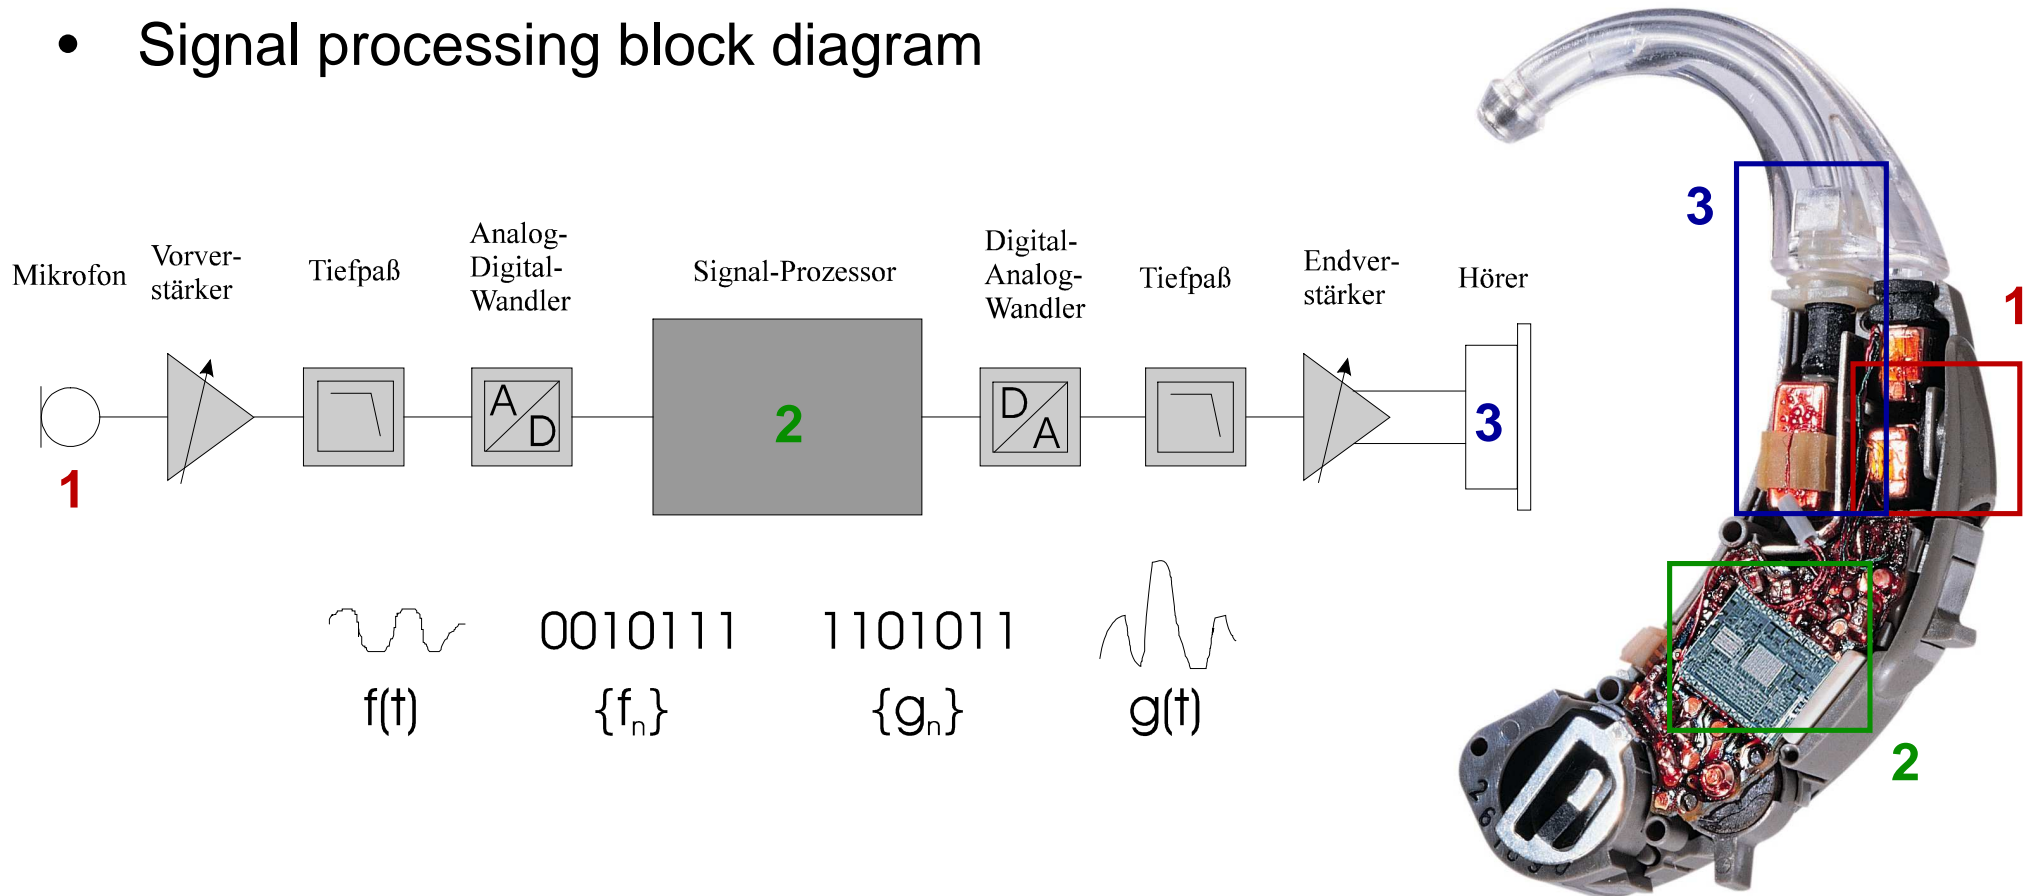 • Signal processing block diagram
Mikrofon
Vorver-
stärker
Tiefpaß
Analog-
Digital-
Wandler
Signal-Prozessor
Digital-
Analog-
Wandler
Tiefpaß
Endver-
stärker
Hörer
1
A
D
2
D
A
3
0010111
1101011
f(t)
{fn}
{gn}
g(t)
3
1
2